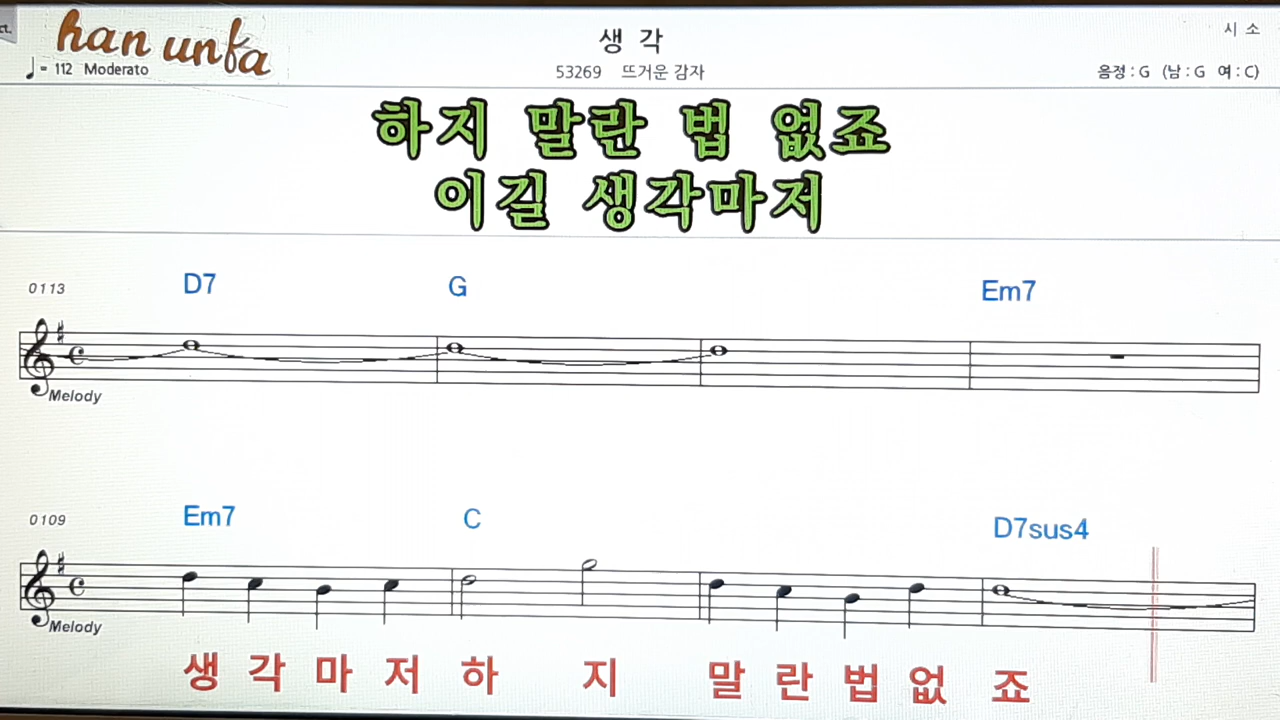 ct.
han unfa
생 각
시 소
♩= 112 Moderato
53269 뜨거운 감자
음정 : G (남 : G 여 : C)
하지 말란 법 없죠
이길 생각마저
0113
D7 G Em7
Melody
0109
Em7 C D7sus4
Melody
생 각 마 저 하 지 말 란 법 없 죠